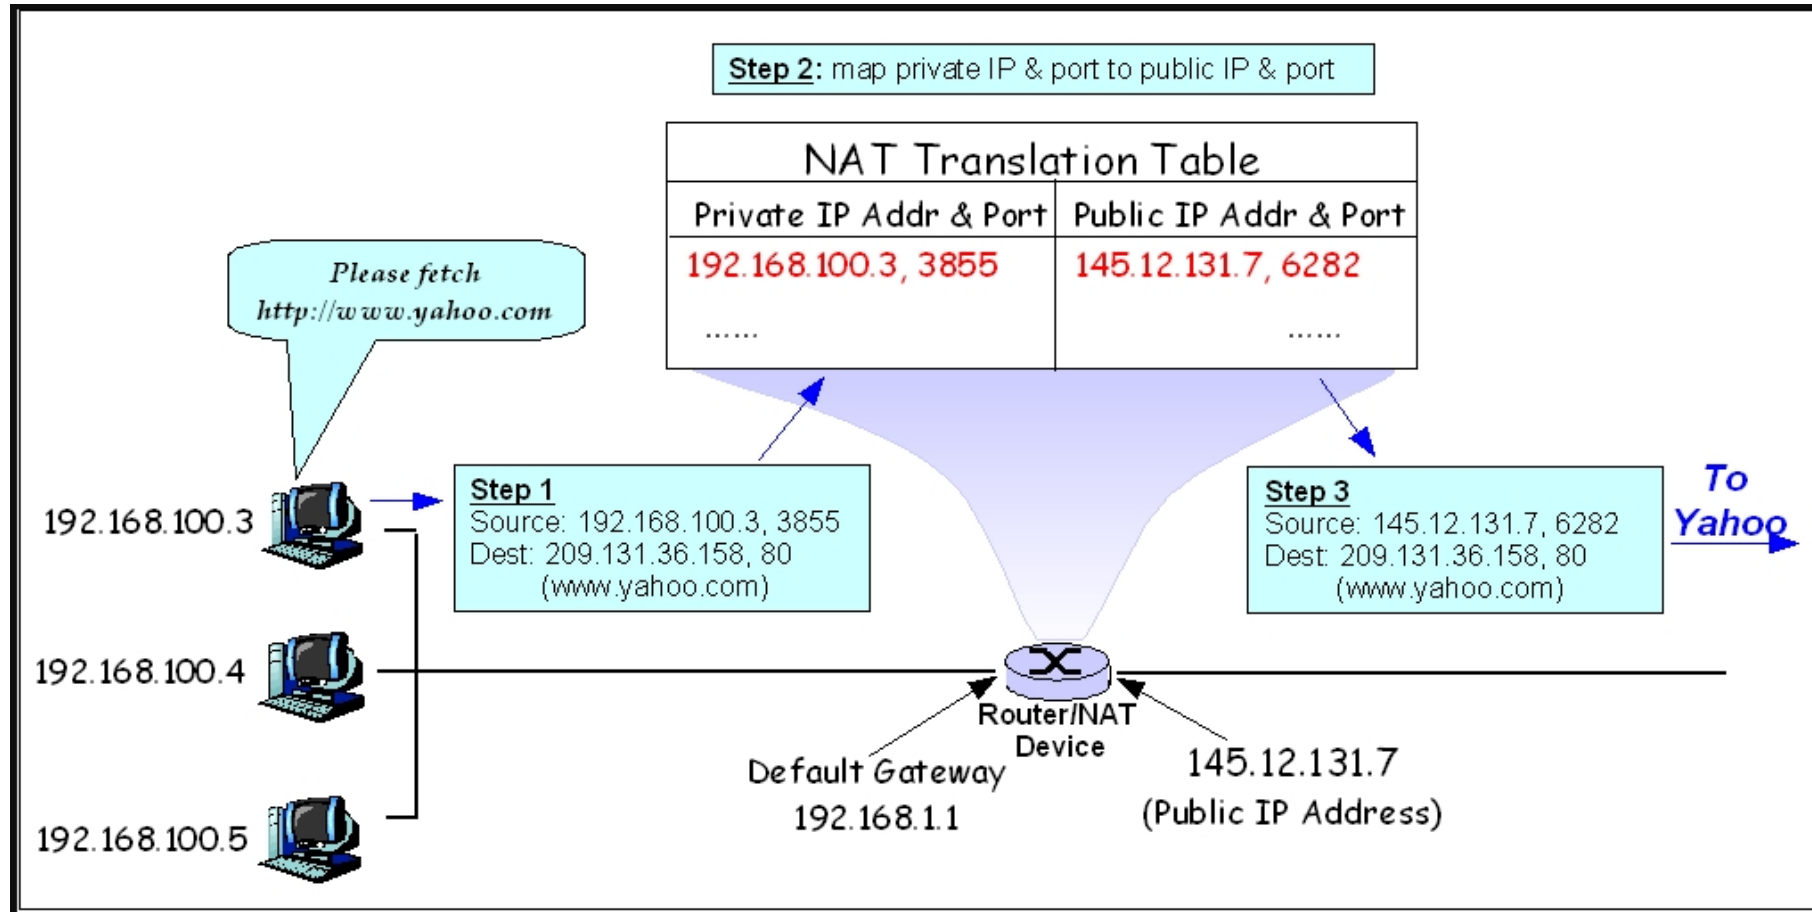 Step 2: map private IP & port to public IP & port
NAT Translation Table
Private IP Addr & Port
Public IP Addr & Port
192.168.100.3, 3855
145.12.131.7, 6282
......
......
Please fetch
http://www.yahoo.com
192.168.100.3
Step 1
Source: 192.168.100.3, 3855
Dest: 209.131.36.158, 80
(www.yahoo.com)
Step 3
Source: 145.12.131.7, 6282
Dest: 209.131.36.158, 80
(www.yahoo.com)
To
Yahoo
192.168.100.4
Router/NAT
Device
Default Gateway
192.168.1.1
145.12.131.7
(Public IP Address)
192.168.100.5